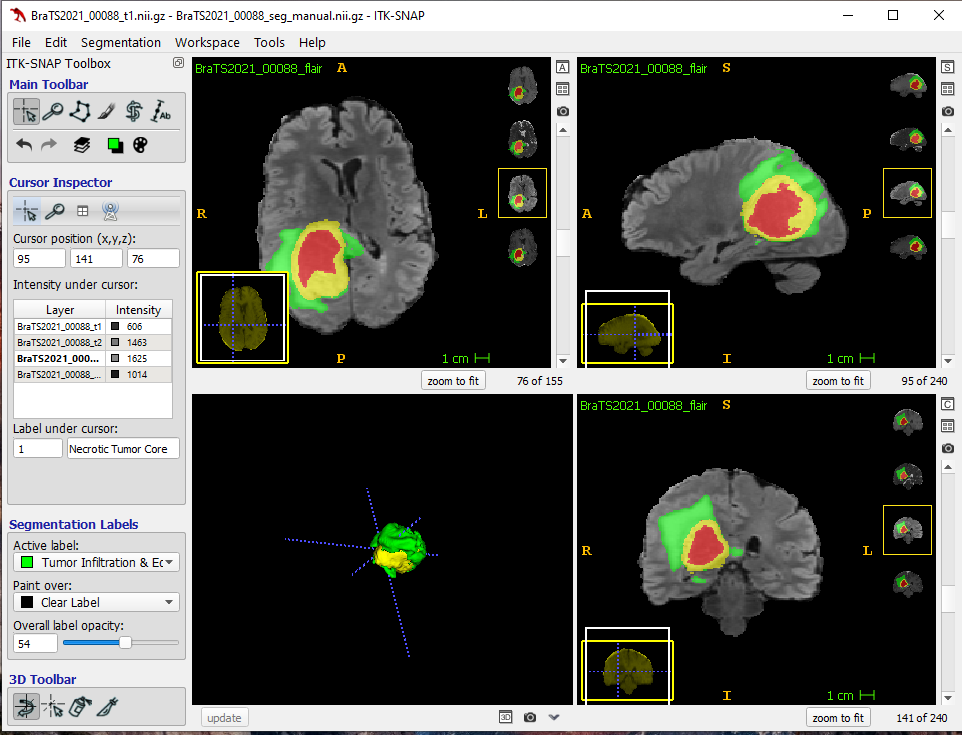 BraTS2021_00088_t1.nii.gz - BraTS2021_00088_seg_manual.nii.gz - ITK-SNAP
File Edit Segmentation Workspace Tools Help
ITK-SNAP Toolbox
Main Toolbar
Ab
Cursor Inspector
Cursor position (x,y,z):
95 141 76
Intensity under cursor:
Layer Intensity
BraTS2021_00088_t1 606
BraTS2021_00088_t2 1463
BraTS2021_000... 1625
BraTS2021_00088_... 1014
Label under cursor:
1 Necrotic Tumor Core
Segmentation Labels
Active label:
Tumor Infiltration & Ec
Paint over:
Clear Label
Overall label opacity:
54
3D Toolbar
BraTS2021_00088_flair A
R L
P
1 cm
A
zoom to fit 76 of 155
BraTS2021_00088_flair S
A P
I
1 cm
S
zoom to fit 95 of 240
update 3D
BraTS2021_00088_flair S
R L
I
1 cm
C
zoom to fit 141 of 240